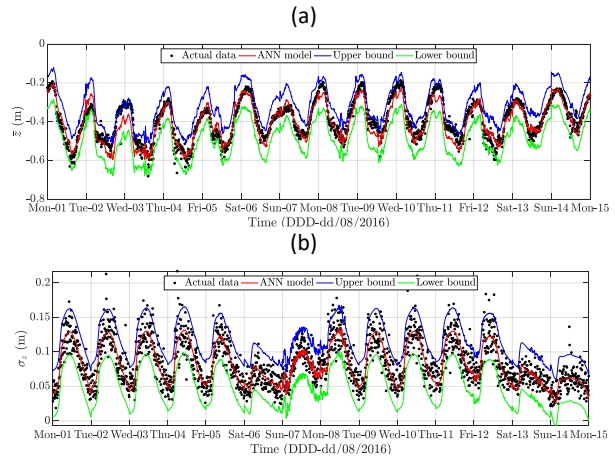 (a)
Actual data ANN model Upper bound Lower bound
0
-0.2
-0.4
-0.6
-0.8
z̄ (m)
Mon-01 Tue-02 Wed-03 Thu-04 Fri-05 Sat-06 Sun-07 Mon-08 Tue-09 Wed-10 Thu-11 Fri-12 Sat-13 Sun-14 Mon-15
Time (DDD-dd/08/2016)
(b)
Actual data ANN model Upper bound Lower bound
0.2
0.15
0.1
0.05
0
σz (m)
Mon-01 Tue-02 Wed-03 Thu-04 Fri-05 Sat-06 Sun-07 Mon-08 Tue-09 Wed-10 Thu-11 Fri-12 Sat-13 Sun-14 Mon-15
Time (DDD-dd/08/2016)